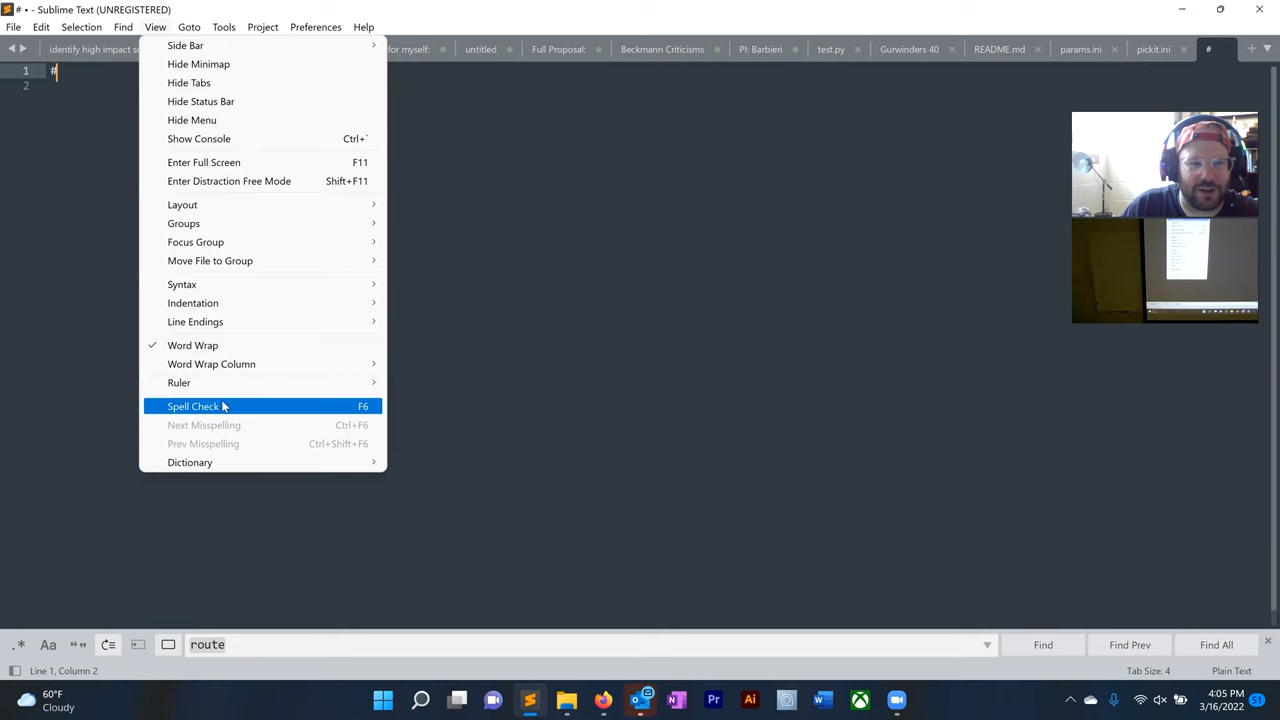 # • - Sublime Text (UNREGISTERED)
File Edit Selection Find View Goto Tools Project Preferences Help
identify high impact sc for myself: untitled Full Proposal: Beckmann Criticisms PI: Barbieri test.py Gurwinders 40 README.md params.ini pickit.ini #
1 #
2
Side Bar
Hide Minimap
Hide Tabs
Hide Status Bar
Hide Menu
Show Console Ctrl+`
Enter Full Screen F11
Enter Distraction Free Mode Shift+F11
Layout
Groups
Focus Group
Move File to Group
Syntax
Indentation
Line Endings
Word Wrap
Word Wrap Column
Ruler
Spell Check F6
Next Misspelling Ctrl+F6
Prev Misspelling Ctrl+Shift+F6
Dictionary
.* Aa “” route Find Find Prev Find All
Line 1, Column 2 Tab Size: 4 Plain Text
60°F
Cloudy
Pr Ai W
4:05 PM
3/16/2022
51